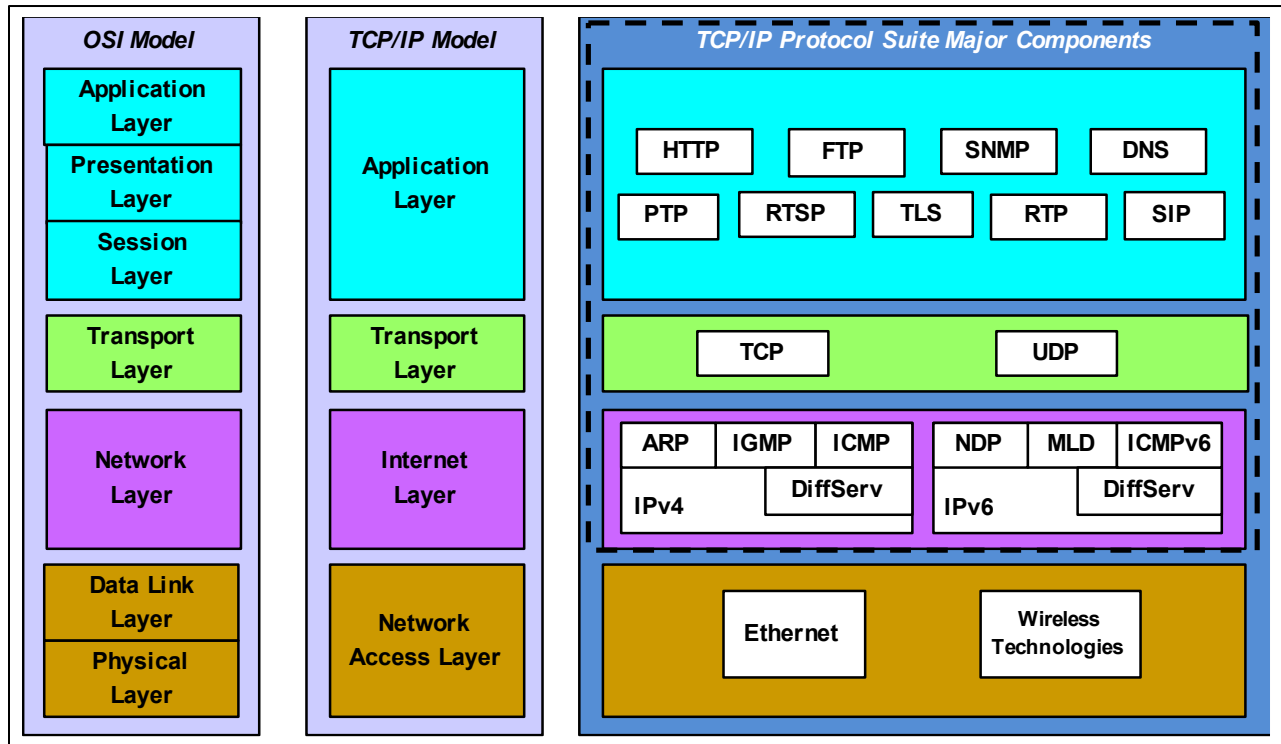 OSI Model
Application
Layer
Presentation
Layer
Session
Layer
Transport
Layer
Network
Layer
Data Link
Layer
Physical
Layer
TCP/IP Model
Application
Layer
Transport
Layer
Internet
Layer
Network
Access Layer
TCP/IP Protocol Suite Major Components
HTTP
FTP
SNMP
DNS
PTP
RTSP
TLS
RTP
SIP
TCP
UDP
ARP
IGMP
ICMP
DiffServ
IPv4
NDP
MLD
ICMPv6
DiffServ
IPv6
Ethernet
Wireless
Technologies